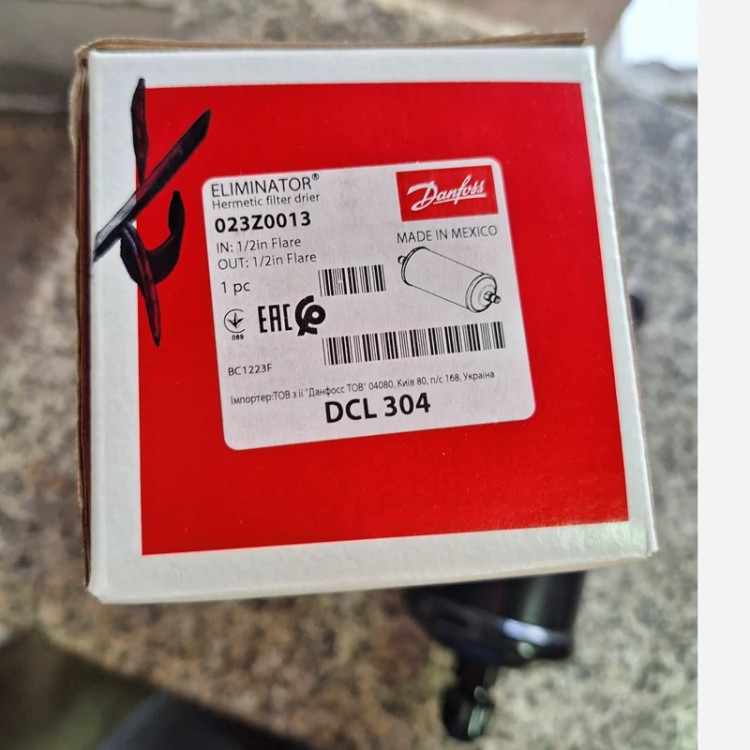 ELIMINATOR®
Hermetic filter drier
023Z0013
IN: 1/2in Flare
OUT: 1/2in Flare
1 pc
Danfoss
MADE IN MEXICO
089
EAC
BC1223F
Імпортер:ТОВ з іі "Данфосс ТОВ" 04080, Київ 80, п/с 168, Україна
DCL 304